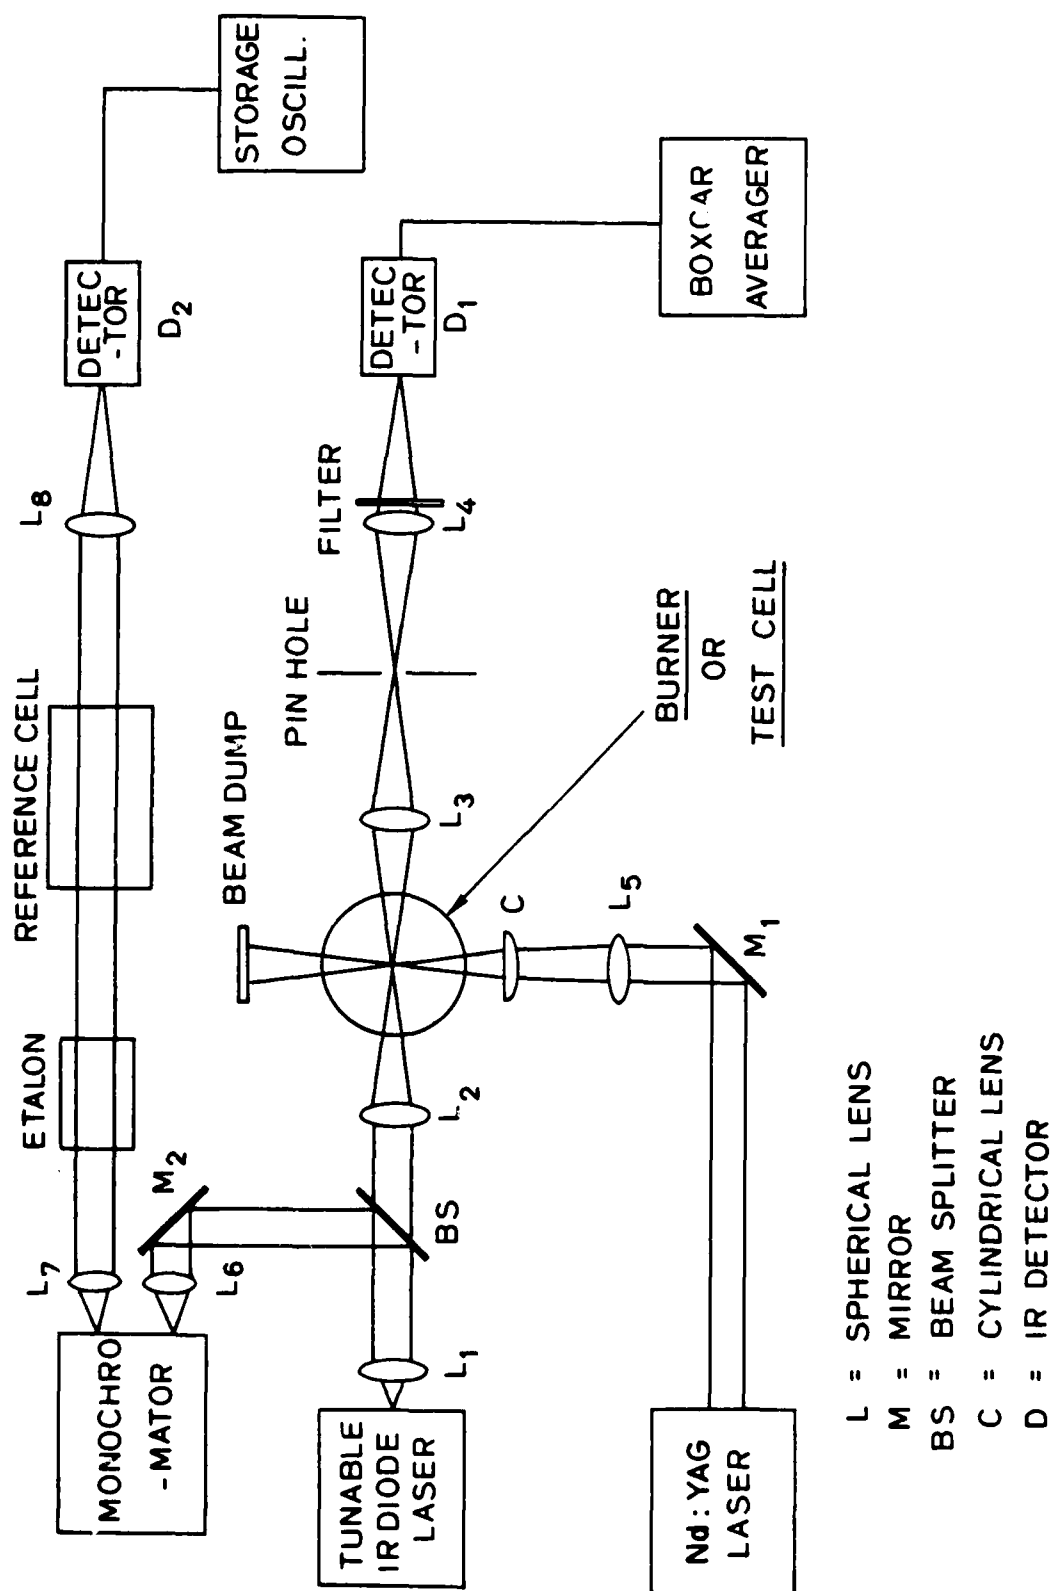 STORAGE
OSCILL.
DETEC
-TOR
D2
L8
REFERENCE CELL
ETALON
L7
M2
L6
MONOCHRO
-MATOR
BOXCAR
AVERAGER
DETEC
-TOR
D1
FILTER
L4
PIN HOLE
BEAM DUMP
L3
BURNER
OR
TEST CELL
C
L5
M1
L2
BS
L1
TUNABLE
IR DIODE
LASER
Nd:YAG
LASER
L = SPHERICAL LENS
M = MIRROR
BS = BEAM SPLITTER
C = CYLINDRICAL LENS
D = IR DETECTOR